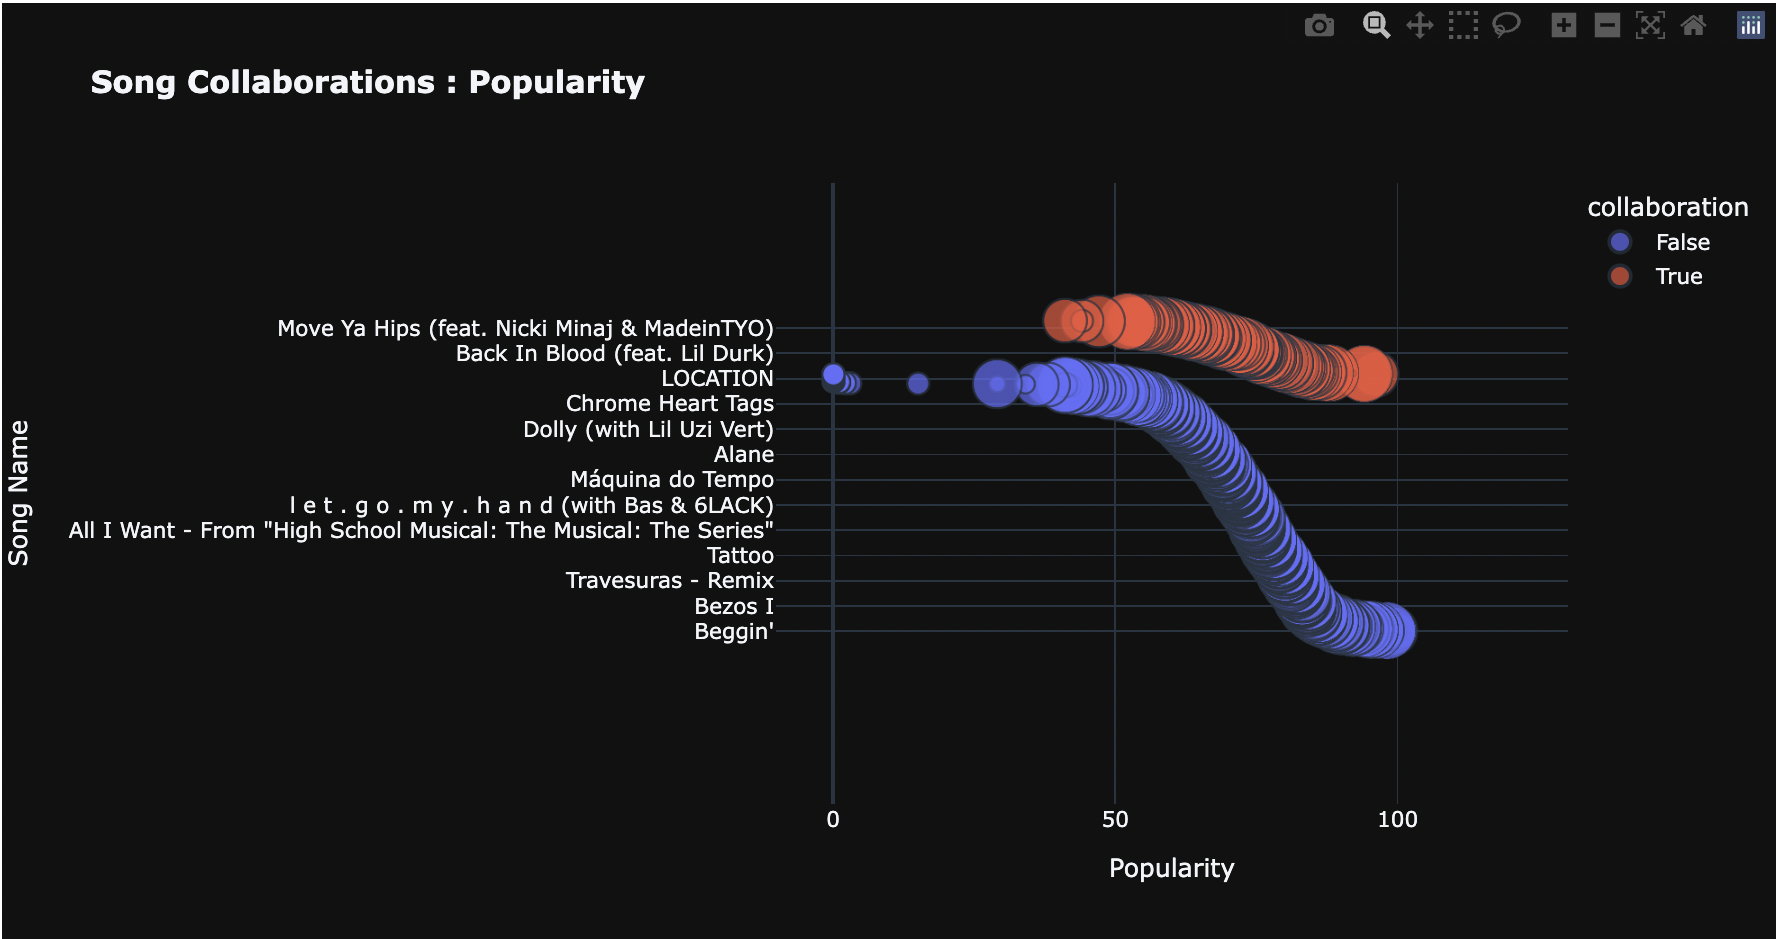 Song Collaborations : Popularity
collaboration
False
True
Move Ya Hips (feat. Nicki Minaj & MadeinTYO)
Back In Blood (feat. Lil Durk)
LOCATION
Chrome Heart Tags
Dolly (with Lil Uzi Vert)
Alane
Máquina do Tempo
l e t . g o . m y . h a n d (with Bas & 6LACK)
All I Want - From "High School Musical: The Musical: The Series"
Tattoo
Travesuras - Remix
Bezos I
Beggin'
Song Name
0 50 100
Popularity